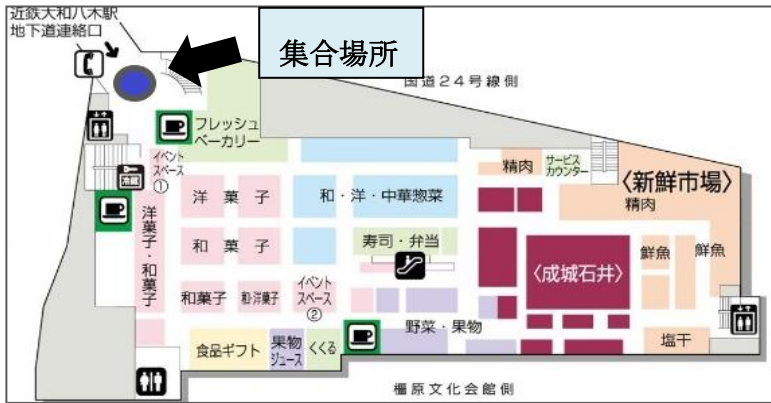 近鉄大和八木駅
地下道連絡口
集合場所
国道24号線側
フレッシュ
ベーカリー
イベント
スペース
①
冷蔵
洋菓子・和菓子
洋菓子
和・洋・中華惣菜
精肉
サービス
カウンター
〈新鮮市場〉
精肉
和菓子
寿司・弁当
〈成城石井〉
鮮魚
鮮魚
和菓子
和・洋菓子
イベント
スペース
②
野菜・果物
塩干
食品ギフト
果物
ジュース
くくる
橿原文化会館側